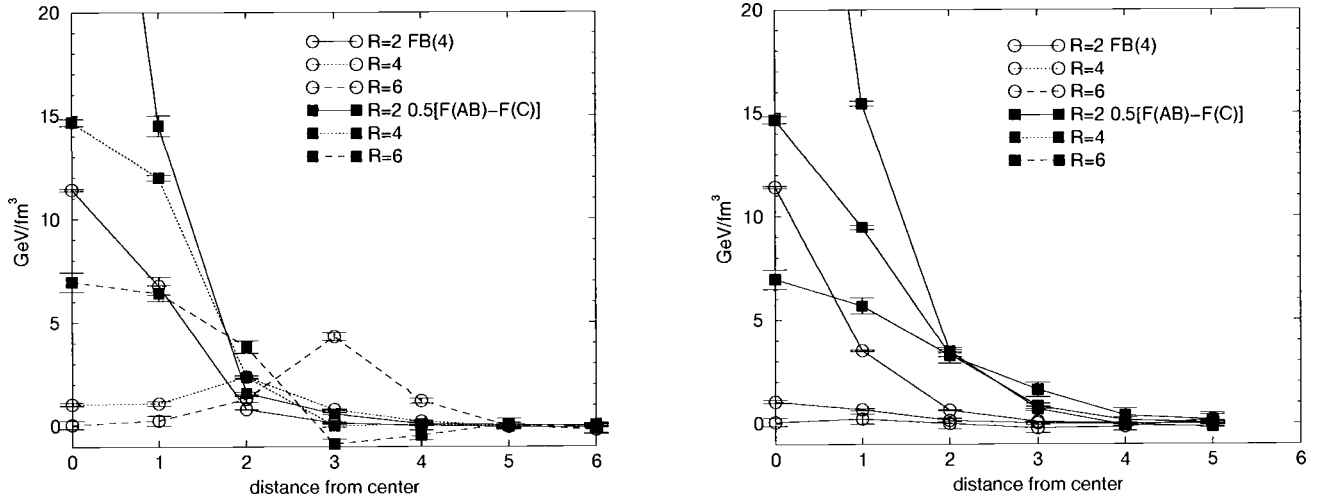 20
15
10
5
0
GeV/fm³
0 1 2 3 4 5 6
distance from center
R=2 FB(4)
R=4
R=6
R=2 0.5[F(AB)−F(C)]
R=4
R=6
20
15
10
5
0
GeV/fm³
0 1 2 3 4 5 6
distance from center
R=2 FB(4)
R=4
R=6
R=2 0.5[F(AB)−F(C)]
R=4
R=6